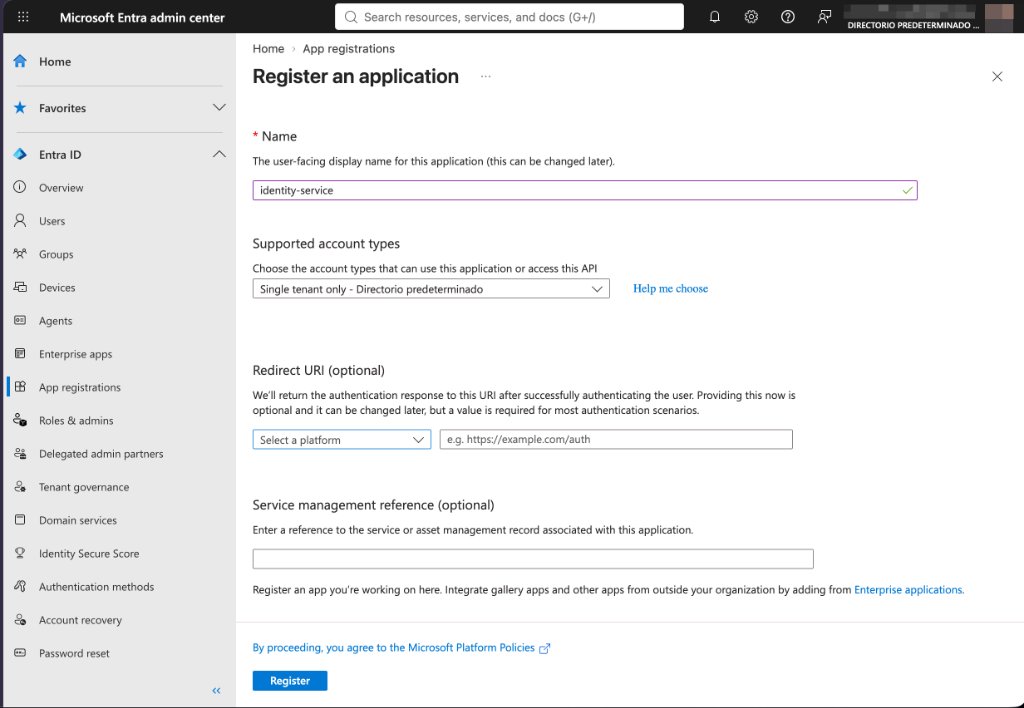 Microsoft Entra admin center
Search resources, services, and docs (G+/)
DIRECTORIO PREDETERMINADO ...
Home
Favorites
Entra ID
Overview
Users
Groups
Devices
Agents
Enterprise apps
App registrations
Roles & admins
Delegated admin partners
Tenant governance
Domain services
Identity Secure Score
Authentication methods
Account recovery
Password reset
Home > App registrations
Register an application ...
* Name
The user-facing display name for this application (this can be changed later).
identity-service
Supported account types
Choose the account types that can use this application or access this API
Single tenant only - Directorio predeterminado
Help me choose
Redirect URI (optional)
We'll return the authentication response to this URI after successfully authenticating the user. Providing this now is
optional and it can be changed later, but a value is required for most authentication scenarios.
Select a platform
e.g. https://example.com/auth
Service management reference (optional)
Enter a reference to the service or asset management record associated with this application.
Register an app you're working on here. Integrate gallery apps and other apps from outside your organization by adding from Enterprise applications.
By proceeding, you agree to the Microsoft Platform Policies
Register